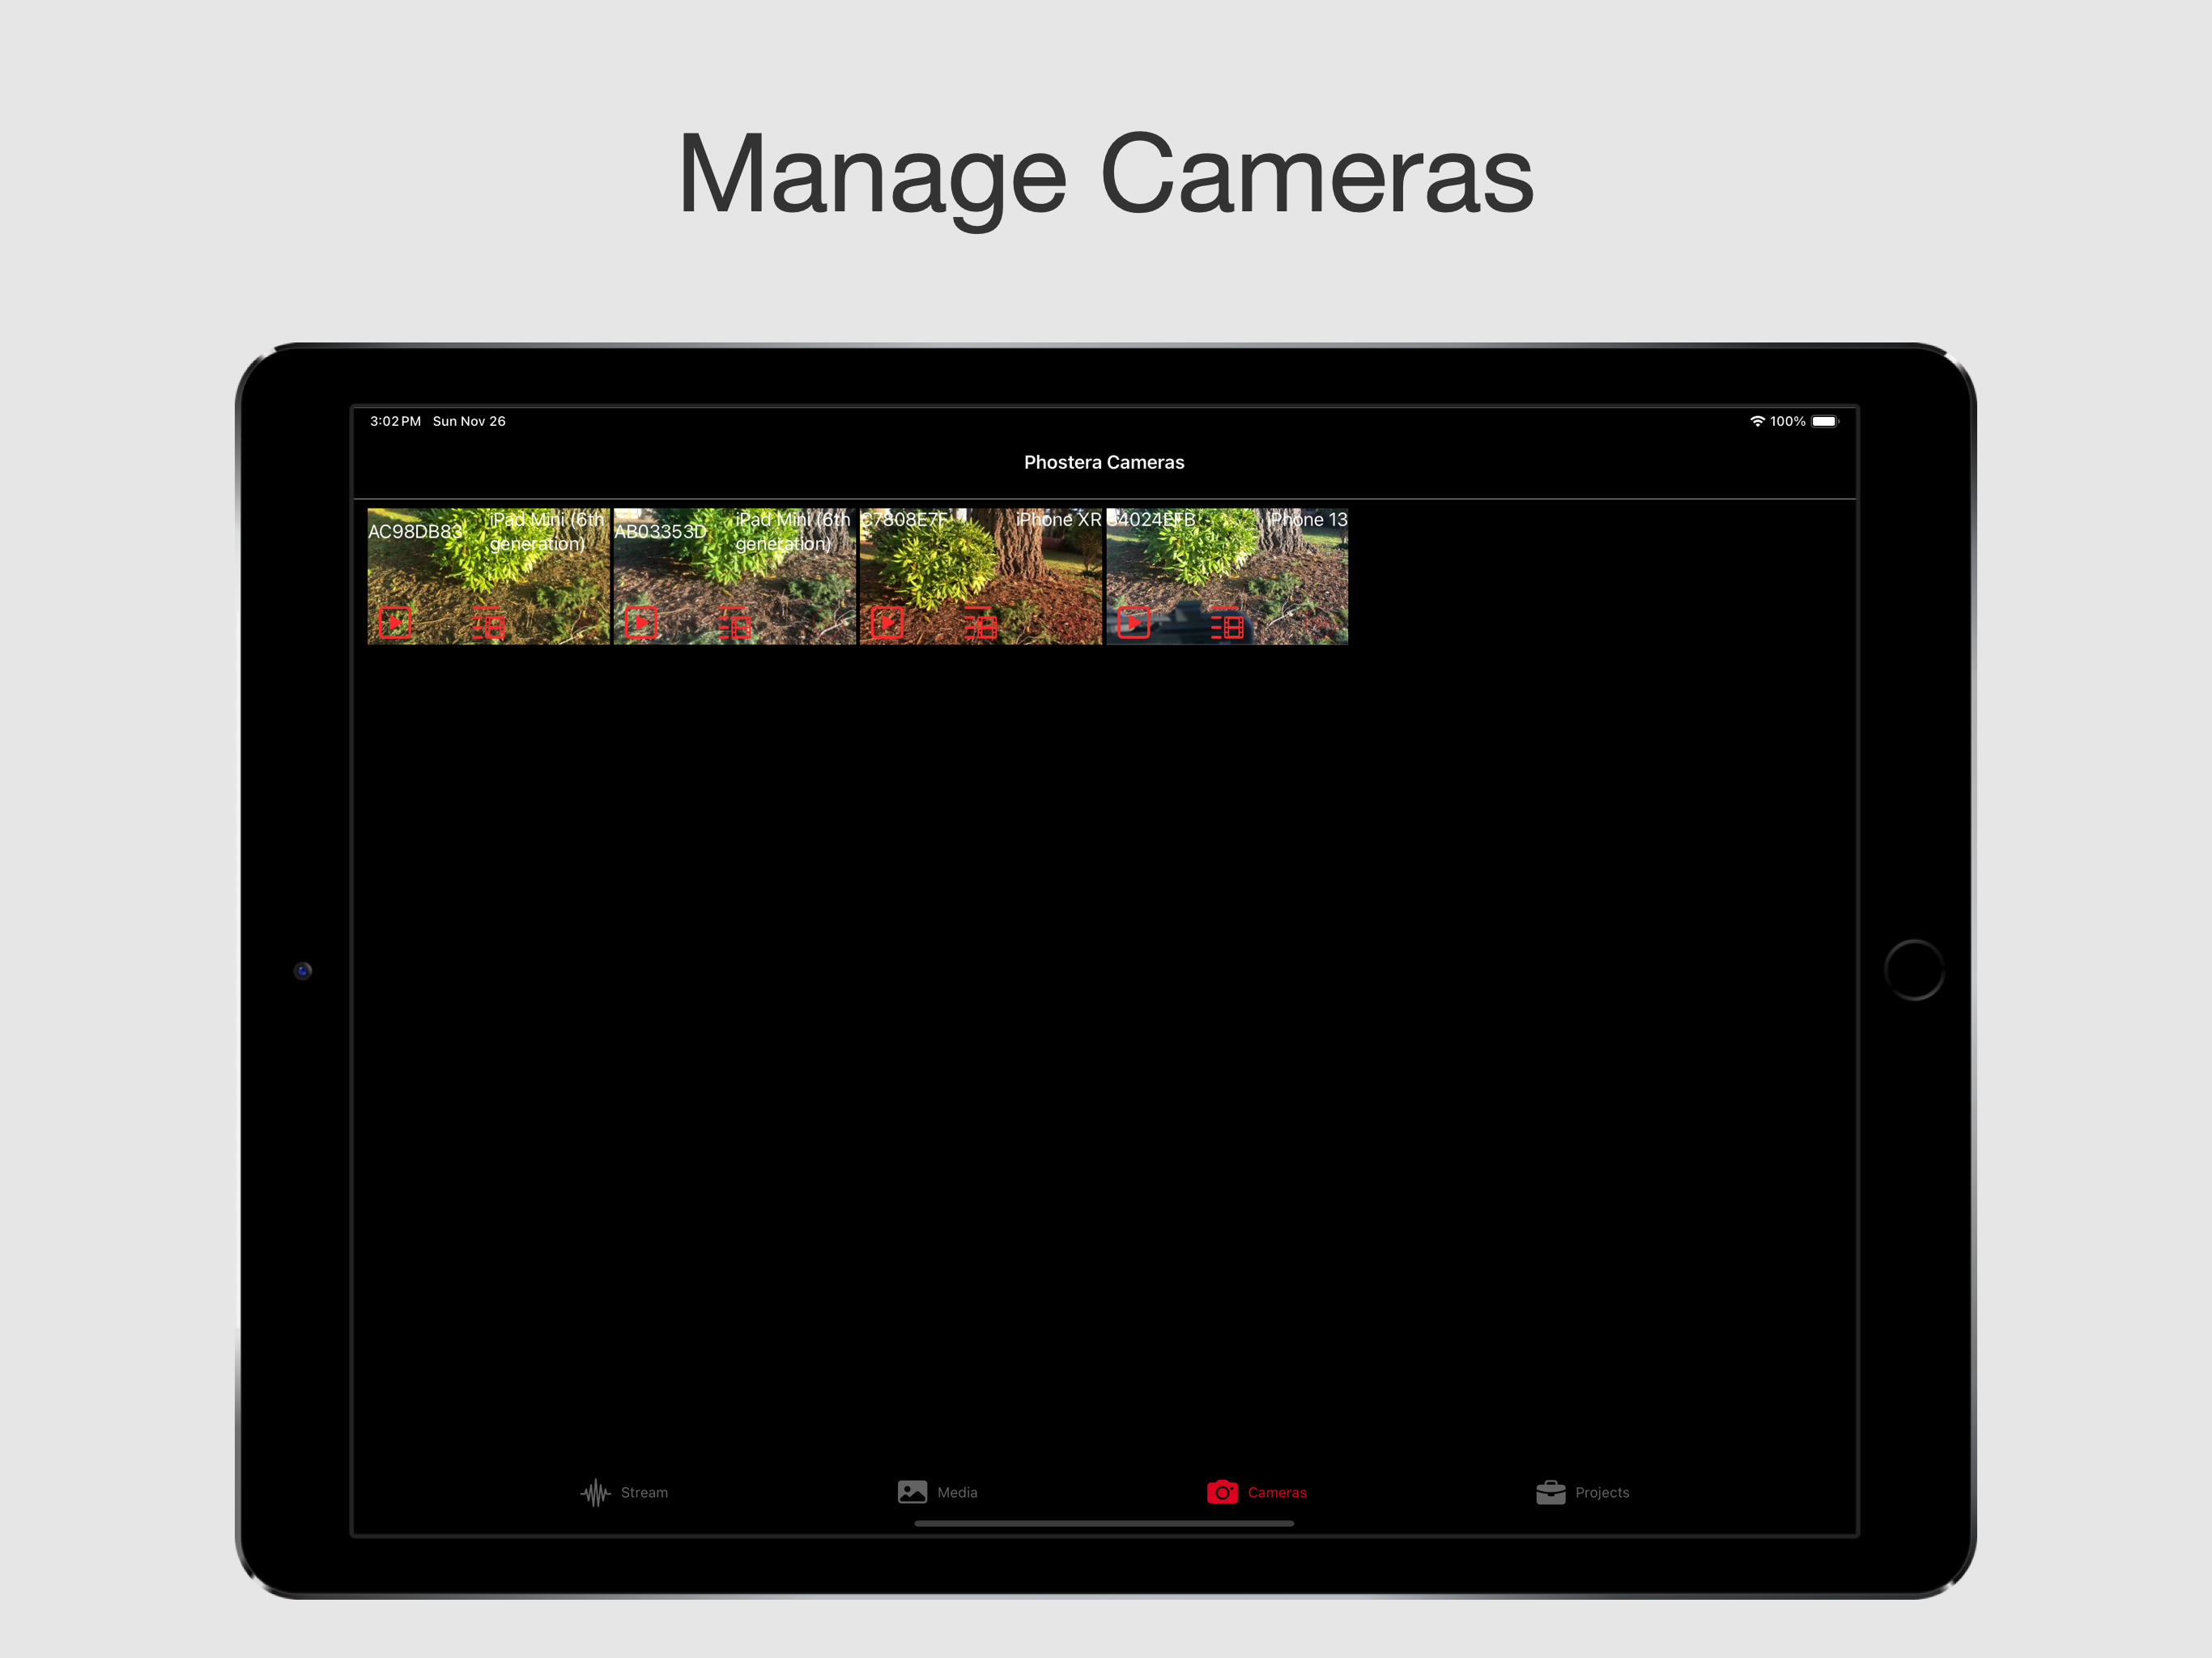 Manage Cameras
3:02 PM Sun Nov 26
100%
Phostera Cameras
AC98DB83 iPad Mini (6th generation)
AB03353D iPad Mini (6th generation)
C7808E7F iPhone XR
iPhone 13
Stream
Media
Cameras
Projects